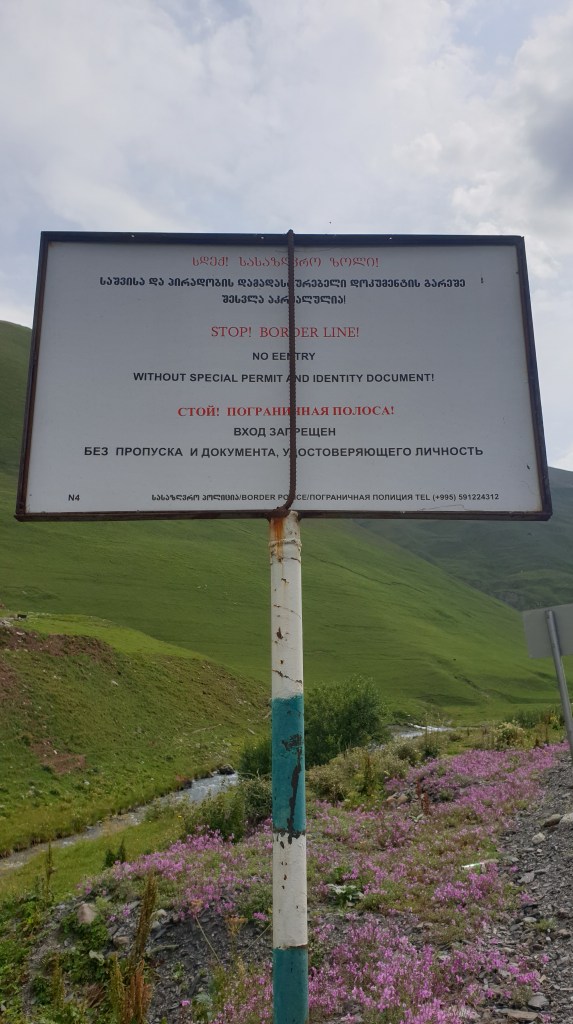 სდექ! სასაზღვრო ზოლი!
საშვისა და პირადობის დამადასტურებელი დოკუმენტის გარეშე
შესვლა აკრძალულია!
STOP! BORDER LINE!
NO EENTRY
WITHOUT SPECIAL PERMIT AND IDENTITY DOCUMENT!
СТОЙ! ПОГРАНИЧНАЯ ПОЛОСА!
ВХОД ЗАПРЕЩЕН
БЕЗ ПРОПУСКА И ДОКУМЕНТА, УДОСТОВЕРЯЮЩЕГО ЛИЧНОСТЬ
N4 სასაზღვრო პოლიცია/BORDER POLICE/ПОГРАНИЧНАЯ ПОЛИЦИЯ TEL (+995) 591224312